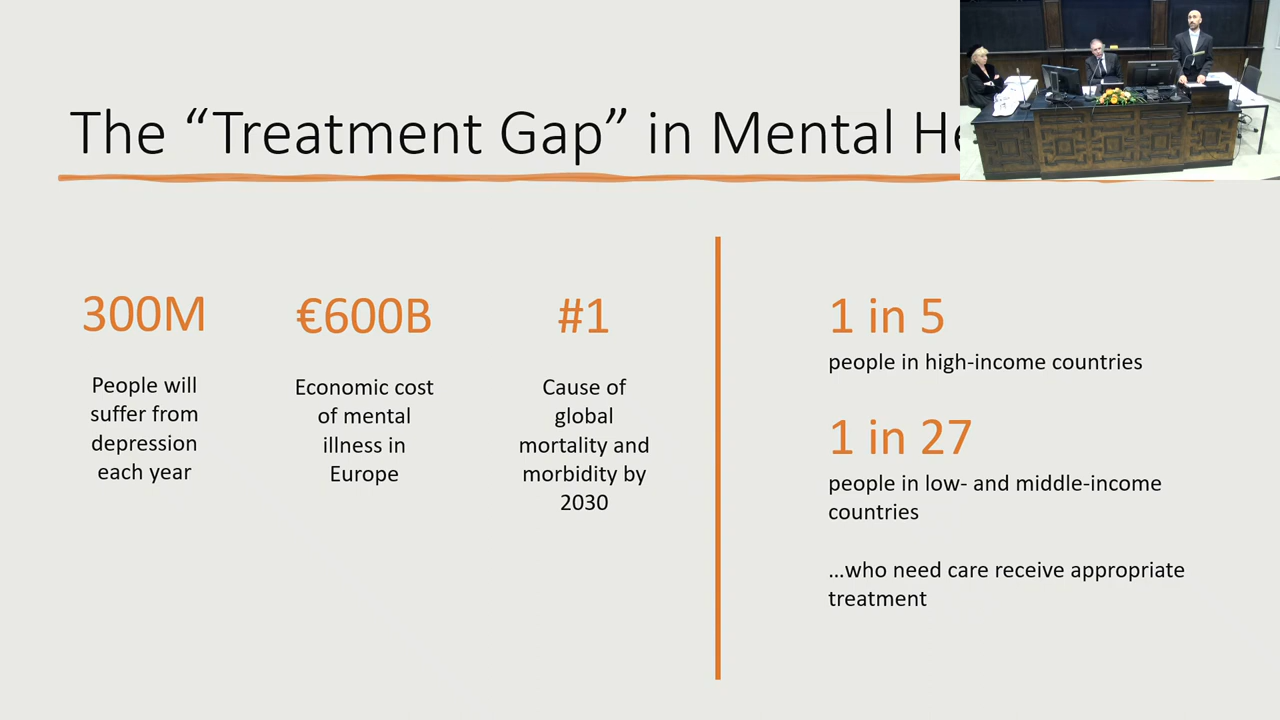 The “Treatment Gap” in Mental
300M
People will
suffer from
depression
each year
€600B
Economic cost
of mental
illness in
Europe
#1
Cause of
global
mortality and
morbidity by
2030
1 in 5
people in high-income countries
1 in 27
people in low- and middle-income
countries
...who need care receive appropriate
treatment